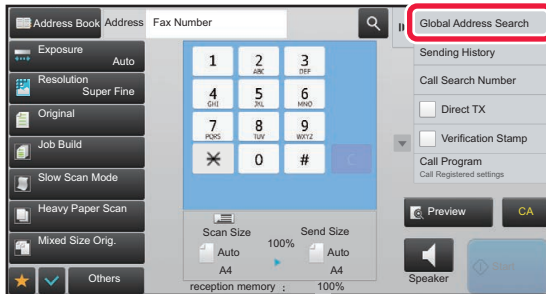 Address Book
Address
Fax Number
Global Address Search
Exposure
Auto
Resolution
Super Fine
Original
Job Build
Slow Scan Mode
Heavy Paper Scan
Mixed Size Orig.
Others
1
2
ABC
3
DEF
4
GHI
5
JKL
6
MNO
7
PQRS
8
TUV
9
WXYZ
0
#
C
Scan Size
Send Size
100%
Auto
A4
Auto
A4
reception memory : 100%
Sending History
Call Search Number
Direct TX
Verification Stamp
Call Program
Call Registered settings
Preview
CA
Speaker
Start